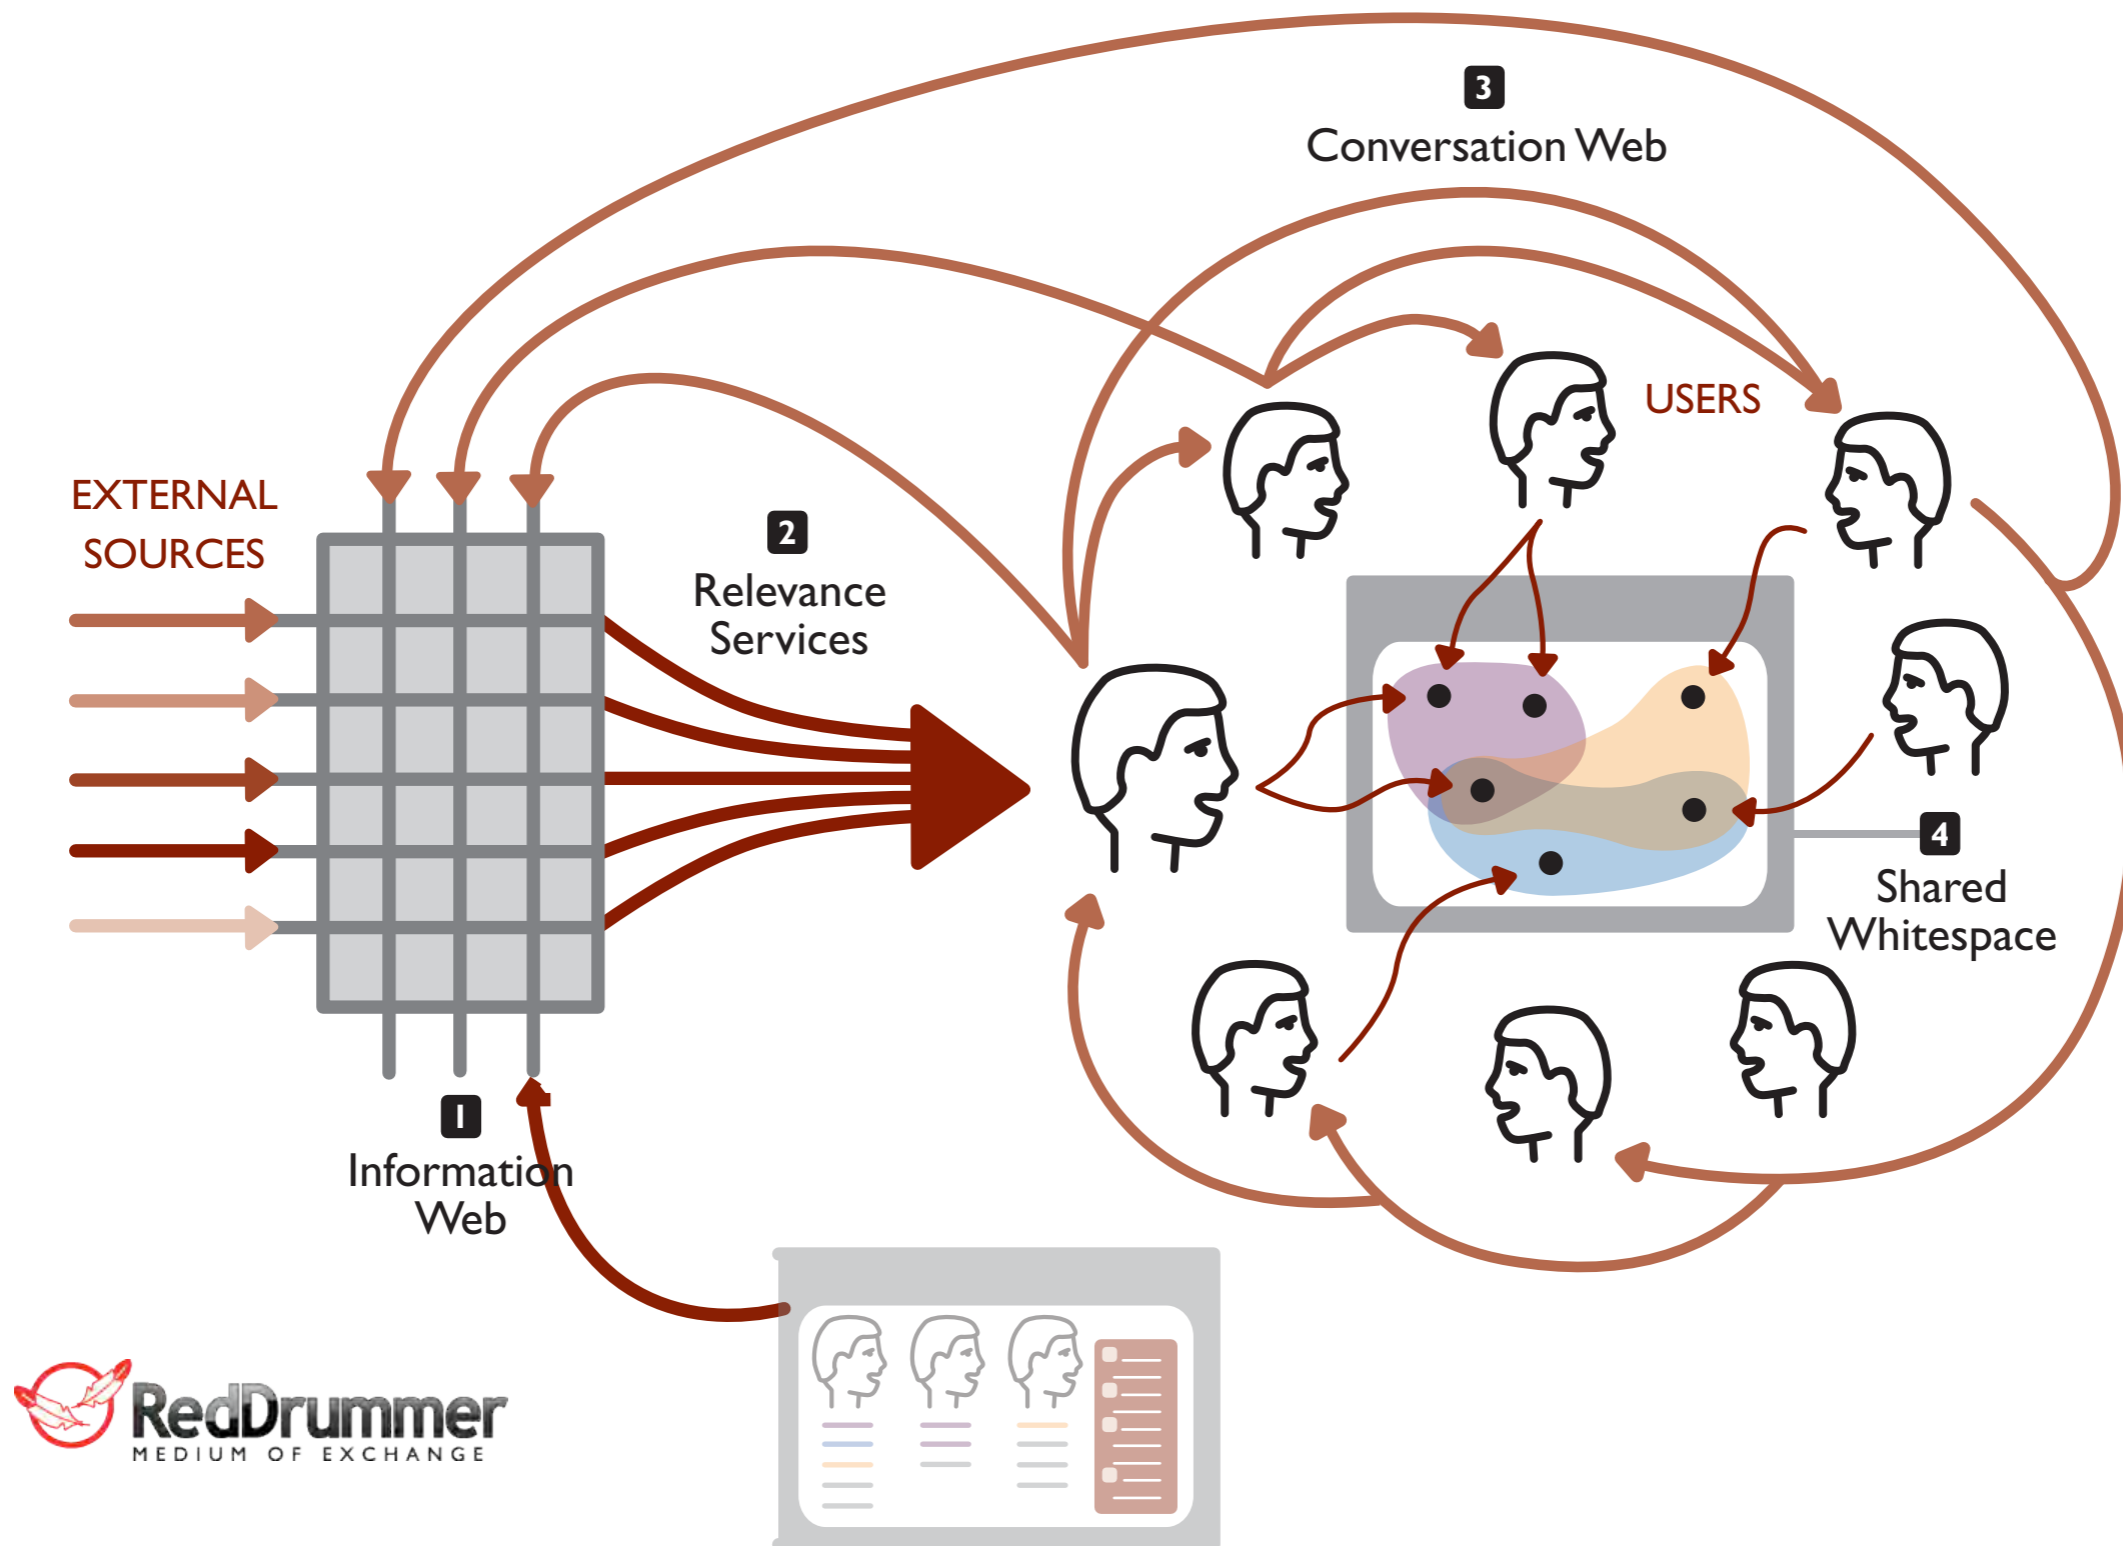 3
Conversation Web
USERS
EXTERNAL
SOURCES
2
Relevance
Services
4
Shared
Whitespace
1
Information
Web
RedDrummer
MEDIUM OF EXCHANGE